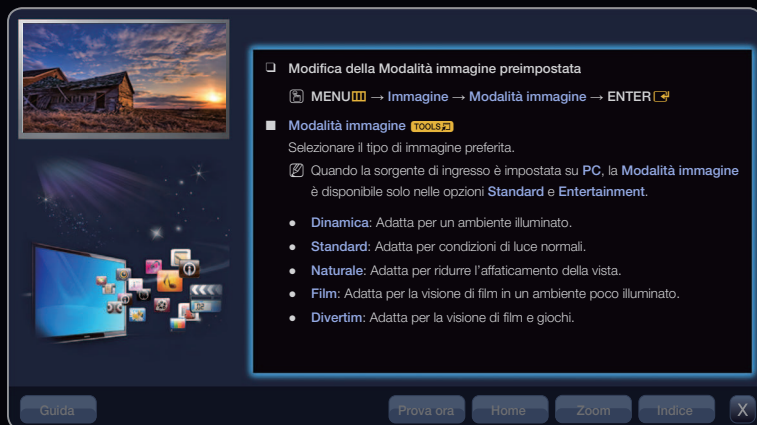 Modifica della Modalità immagine preimpostata
MENU → Immagine → Modalità immagine → ENTER
Modalità immagine TOOLS
Selezionare il tipo di immagine preferita.
Quando la sorgente di ingresso è impostata su PC, la Modalità immagine
è disponibile solo nelle opzioni Standard e Entertainment.
● Dinamica: Adatta per un ambiente illuminato.
● Standard: Adatta per condizioni di luce normali.
● Naturale: Adatta per ridurre l'affaticamento della vista.
● Film: Adatta per la visione di film in un ambiente poco illuminato.
● Divertim: Adatta per la visione di film e giochi.
Guida Prova ora Home Zoom Indice X